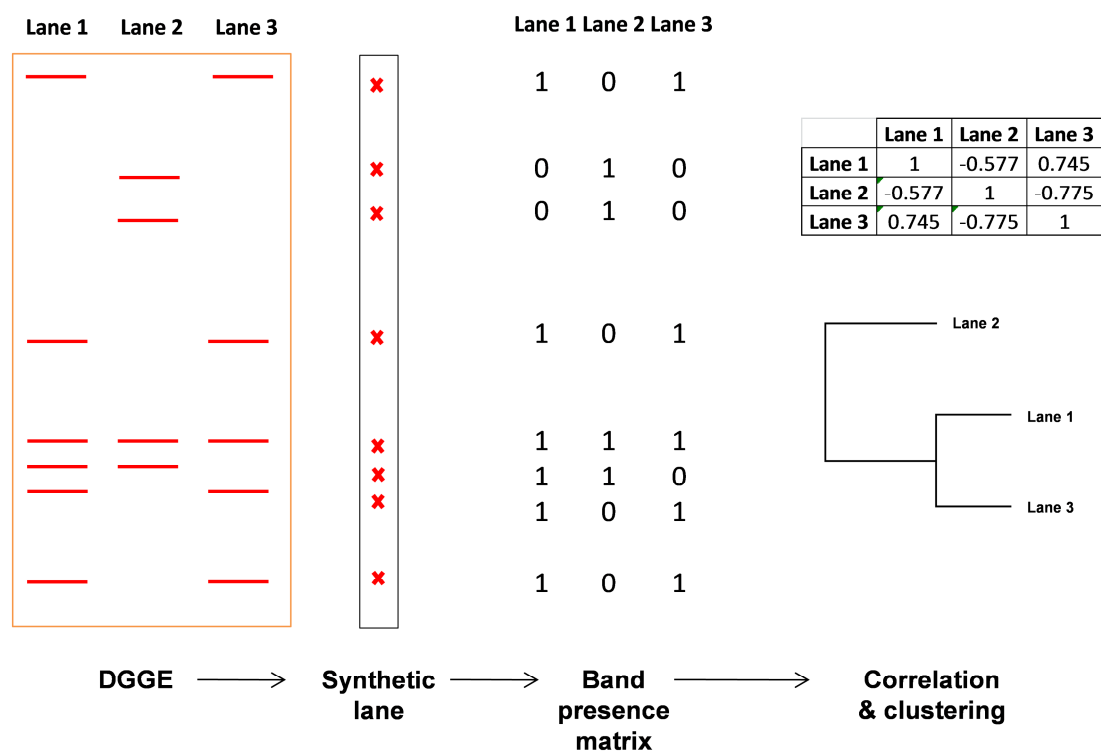 Lane 1 Lane 2 Lane 3
Lane 1 Lane 2 Lane 3
1 0 1
0 1 0
0 1 0
1 0 1
1 1 1
1 1 0
1 0 1
1 0 1
Lane 1 Lane 2 Lane 3
Lane 1 1 -0.577 0.745
Lane 2 -0.577 1 -0.775
Lane 3 0.745 -0.775 1
Lane 2
Lane 1
Lane 3
DGGE
Synthetic
lane
Band
presence
matrix
Correlation
& clustering